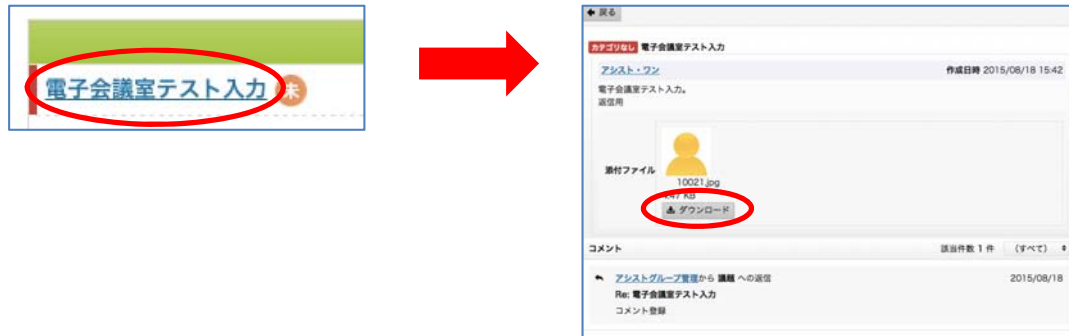 電子会議室テスト入力 未
戻る
カテゴリなし 電子会議室テスト入力
アシスト・ワン 作成日時 2015/08/18 15:42
電子会議室テスト入力。
返信用
添付ファイル
10021.jpg
ダウンロード
コメント 該当件数 1 件 (すべて)
アシストグループ管理から 議題 への返信 2015/08/18
Re: 電子会議室テスト入力
コメント登録